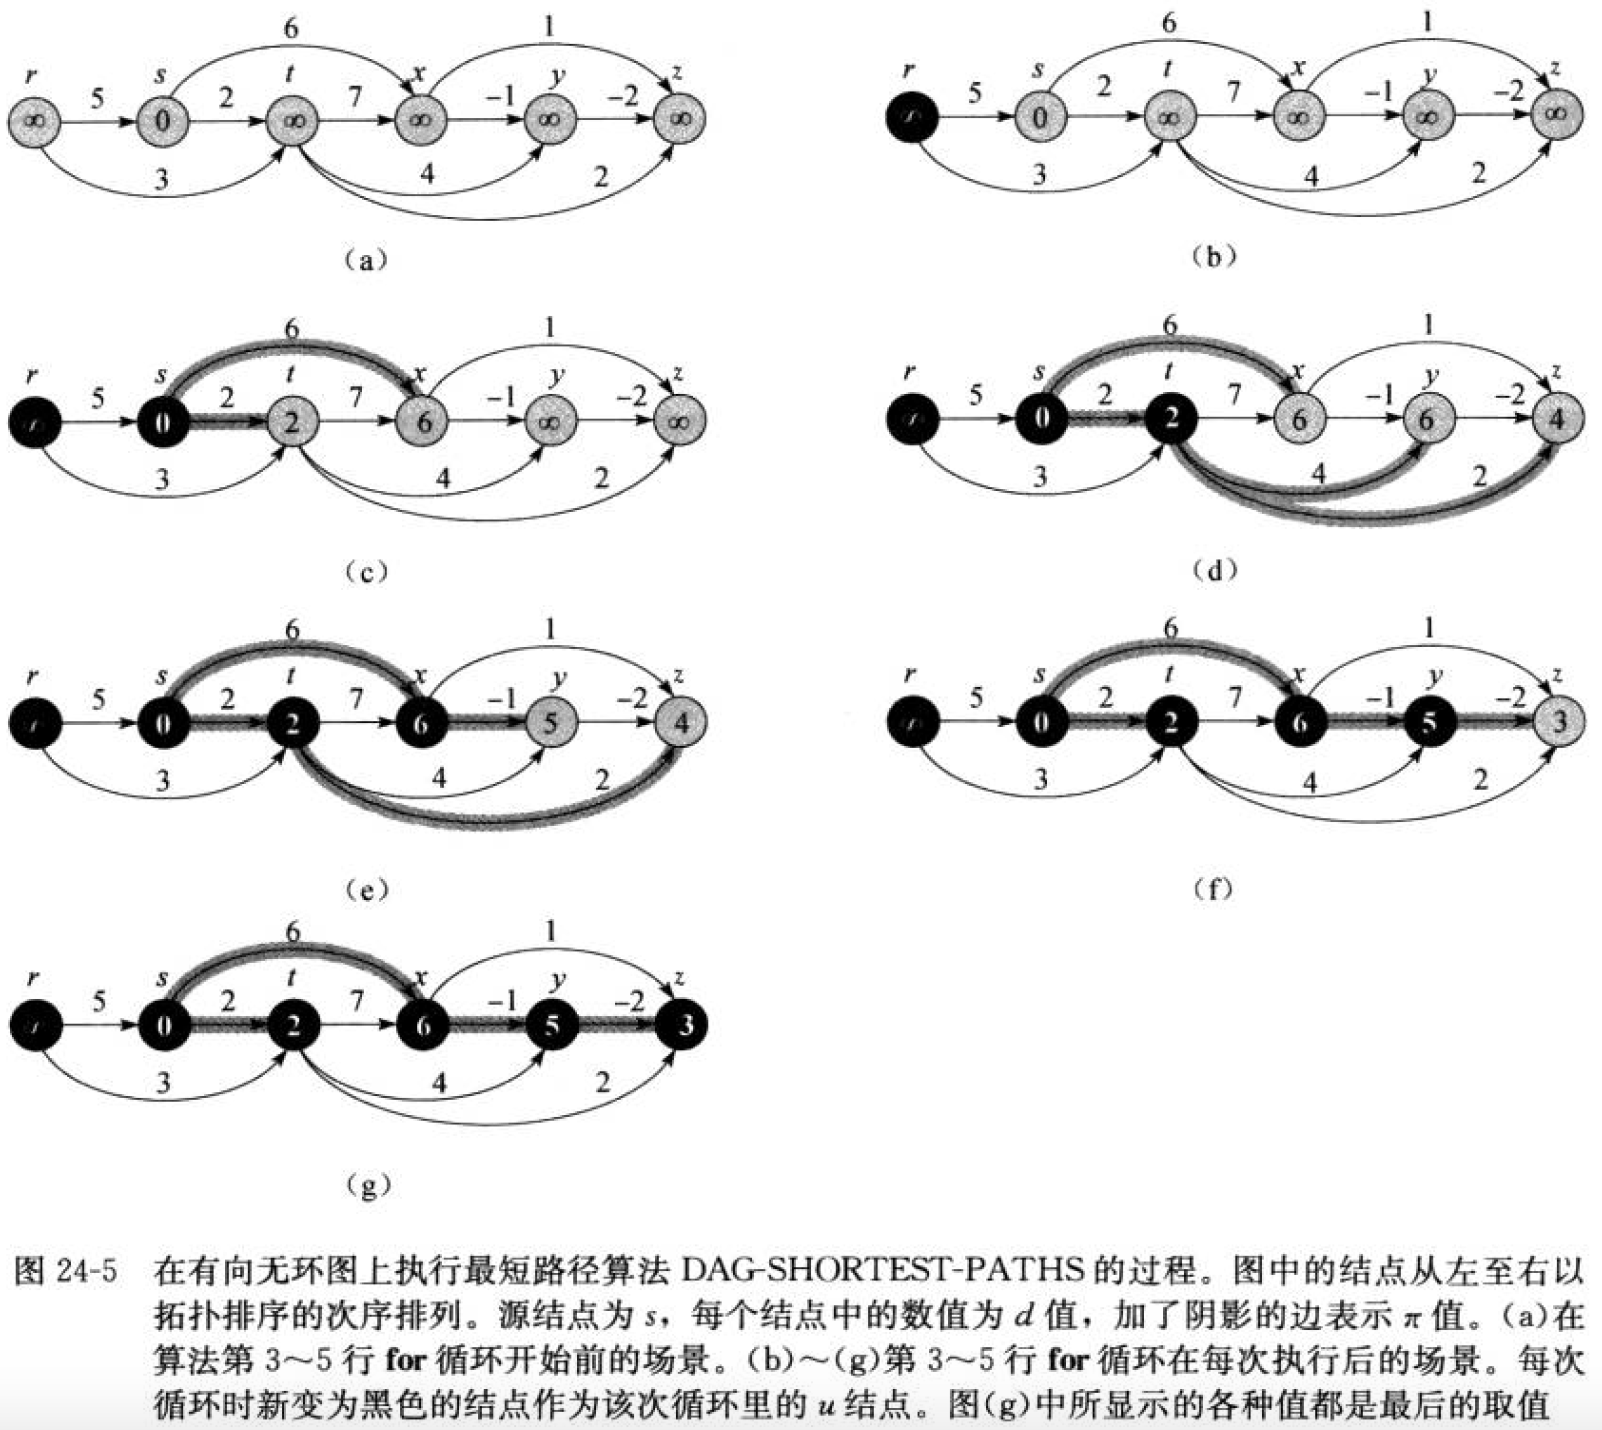 6 1
r s t x y z
5 2 7 −1 −2
∞ 0 ∞ ∞ ∞ ∞
3 4 2
(a)
6 1
r s t x y z
5 2 7 −1 −2
0 ∞ ∞ ∞ ∞
3 4 2
(b)
6 1
r s t x y z
5 2 7 −1 −2
0 2 6 ∞ ∞
3 4 2
(c)
6 1
r s t x y z
5 2 7 −1 −2
0 2 6 6 4
3 4 2
(d)
6 1
r s t x y z
5 2 7 −1 −2
0 2 6 5 4
3 4 2
(e)
6 1
r s t x y z
5 2 7 −1 −2
0 2 6 5 3
3 4 2
(f)
6 1
r s t x y z
5 2 7 −1 −2
0 2 6 5 3
3 4 2
(g)
图 24-5 在有向无环图上执行最短路径算法 DAG-SHORTEST-PATHS 的过程。图中的结点从左至右以
拓扑排序的次序排列。源结点为 s，每个结点中的数值为 d 值，加了阴影的边表示 π 值。(a)在
算法第 3～5 行 for 循环开始前的场景。(b)～(g)第 3～5 行 for 循环在每次执行后的场景。每次
循环时新变为黑色的结点作为该次循环里的 u 结点。图(g)中所显示的各种值都是最后的取值